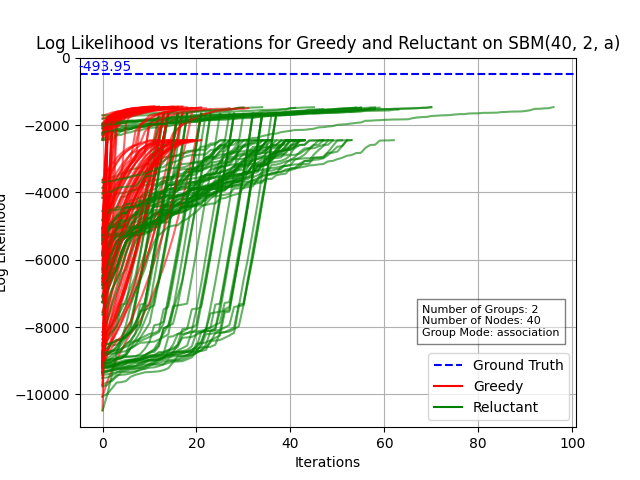 Log Likelihood vs Iterations for Greedy and Reluctant on SBM(40, 2, a)
-493.95
0
−2000
−4000
−6000
−8000
−10000
Log Likelihood
Number of Groups: 2
Number of Nodes: 40
Group Mode: association
Ground Truth
Greedy
Reluctant
0
20
40
60
80
100
Iterations